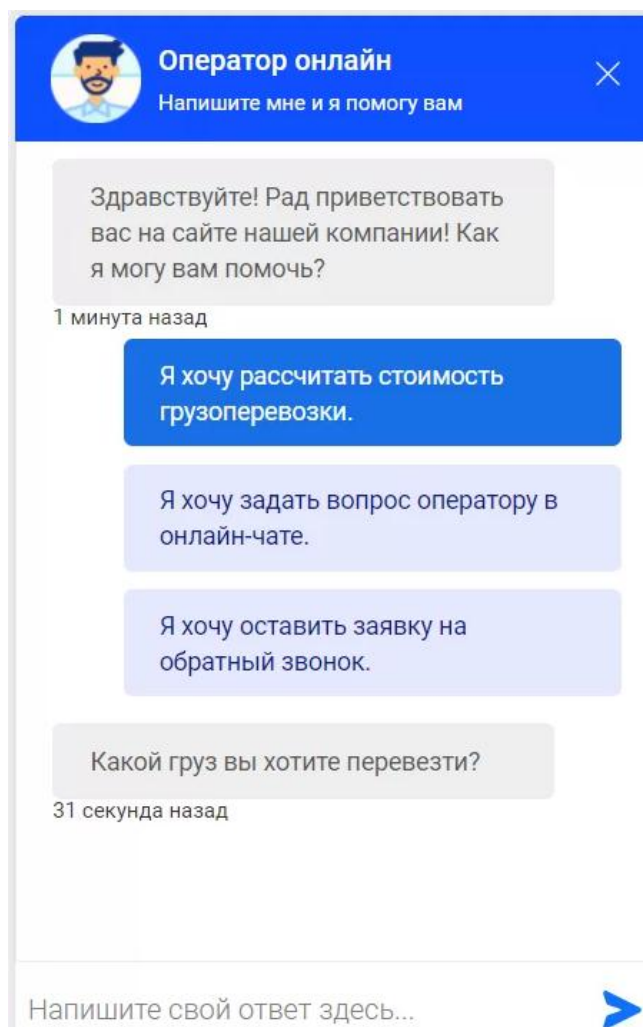 Оператор онлайн
Напишите мне и я помогу вам
Здравствуйте! Рад приветствовать
вас на сайте нашей компании! Как
я могу вам помочь?
1 минута назад
Я хочу рассчитать стоимость
грузоперевозки.
Я хочу задать вопрос оператору в
онлайн-чате.
Я хочу оставить заявку на
обратный звонок.
Какой груз вы хотите перевезти?
31 секунда назад
Напишите свой ответ здесь...